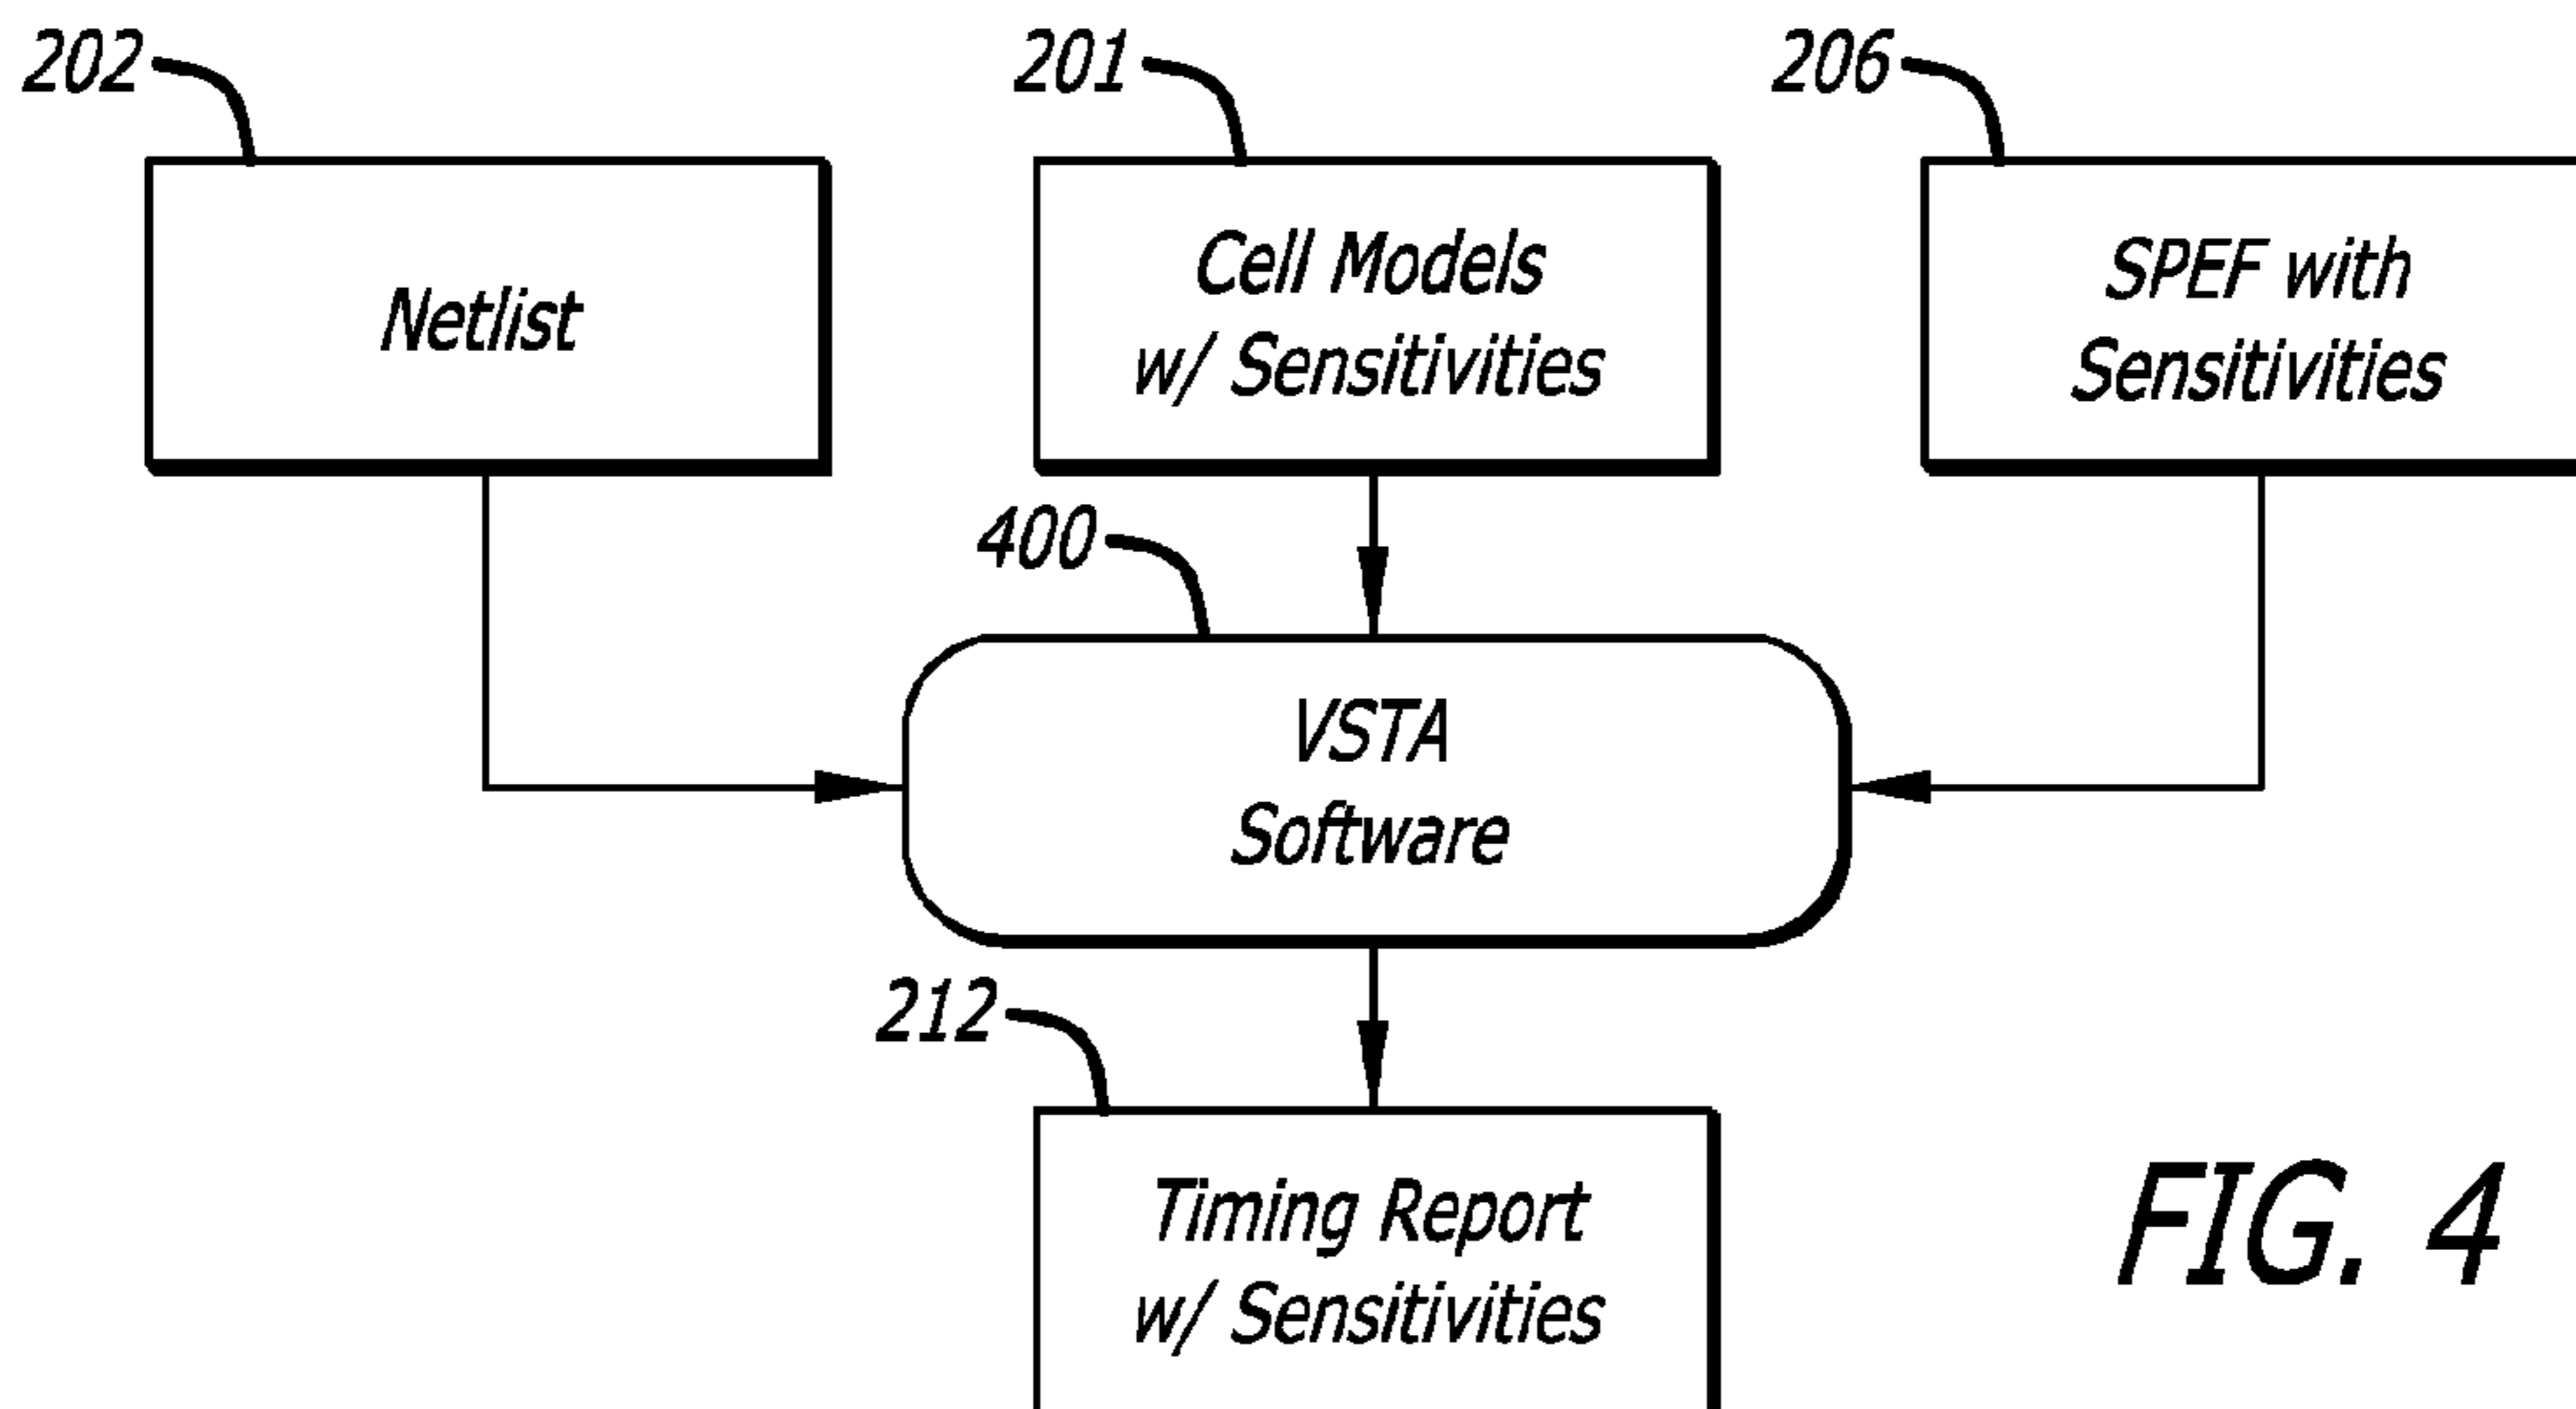 202
201
206
Netlist
Cell Models
w/ Sensitivities
SPEF with
Sensitivities
400
VSTA
Software
212
Timing Report
w/ Sensitivities
FIG. 4